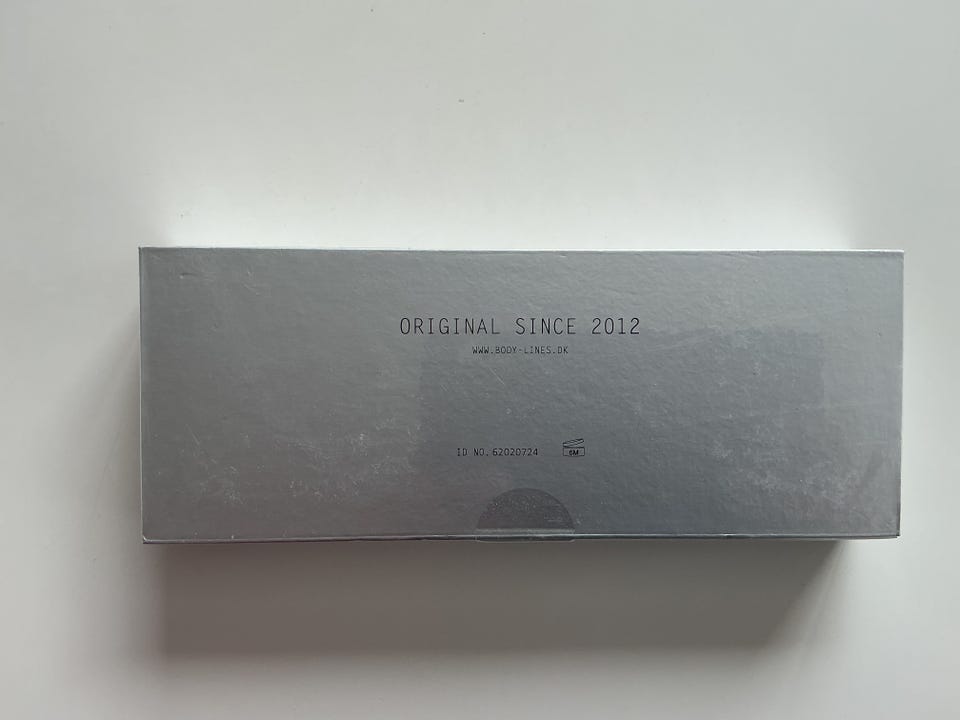 ORIGINAL SINCE 2012
WWW.BODY-LINES.DK
ID NO. 62020724 6M